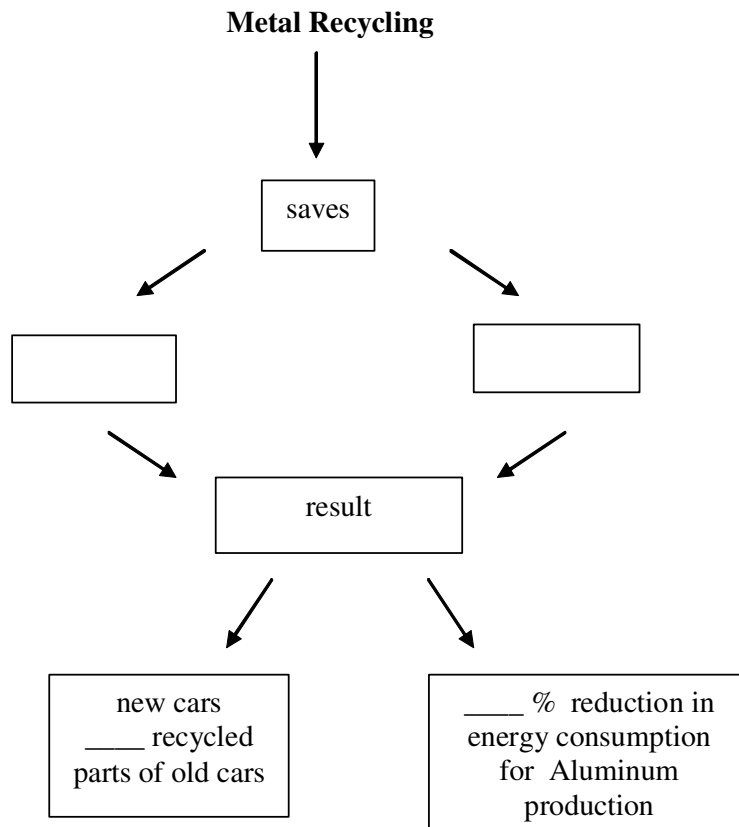 Metal Recycling
saves
result
new cars
____ recycled
parts of old cars
____ % reduction in
energy consumption
for Aluminum
production